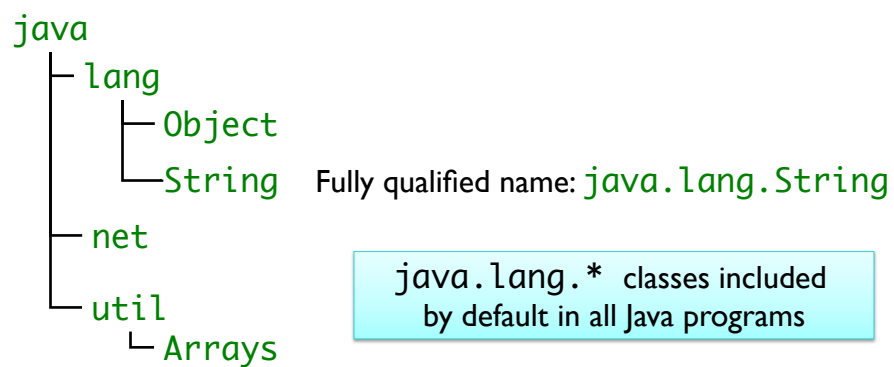 java
lang
Object
String Fully qualified name: java.lang.String
net
java.lang.* classes included
by default in all Java programs
util
Arrays